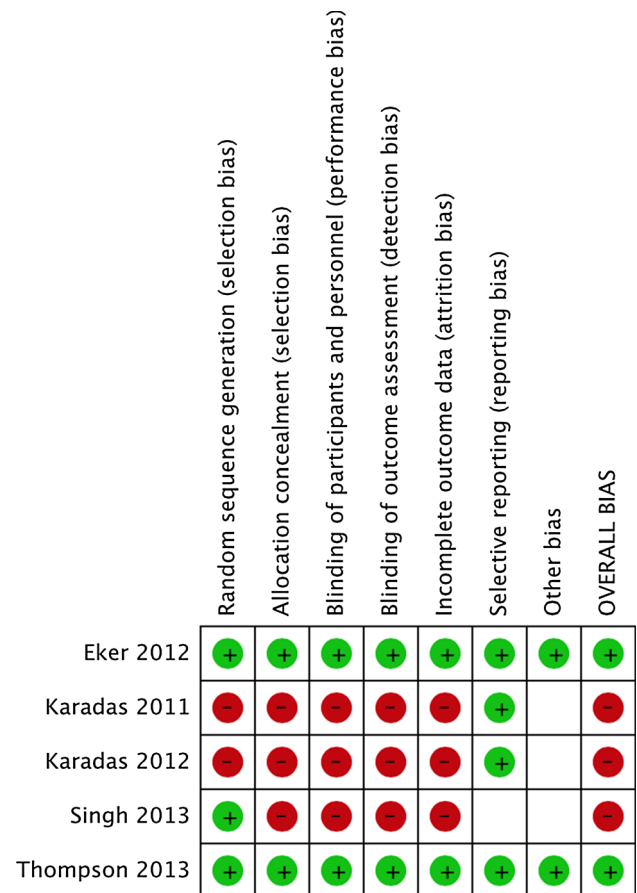 Random sequence generation (selection bias)
Allocation concealment (selection bias)
Blinding of participants and personnel (performance bias)
Blinding of outcome assessment (detection bias)
Incomplete outcome data (attrition bias)
Selective reporting (reporting bias)
Other bias
OVERALL BIAS
Eker 2012 + + + + + + + +
Karadas 2011 - - - - - + -
Karadas 2012 - - - - - + -
Singh 2013 + - - - - -
Thompson 2013 + + + + + + + +